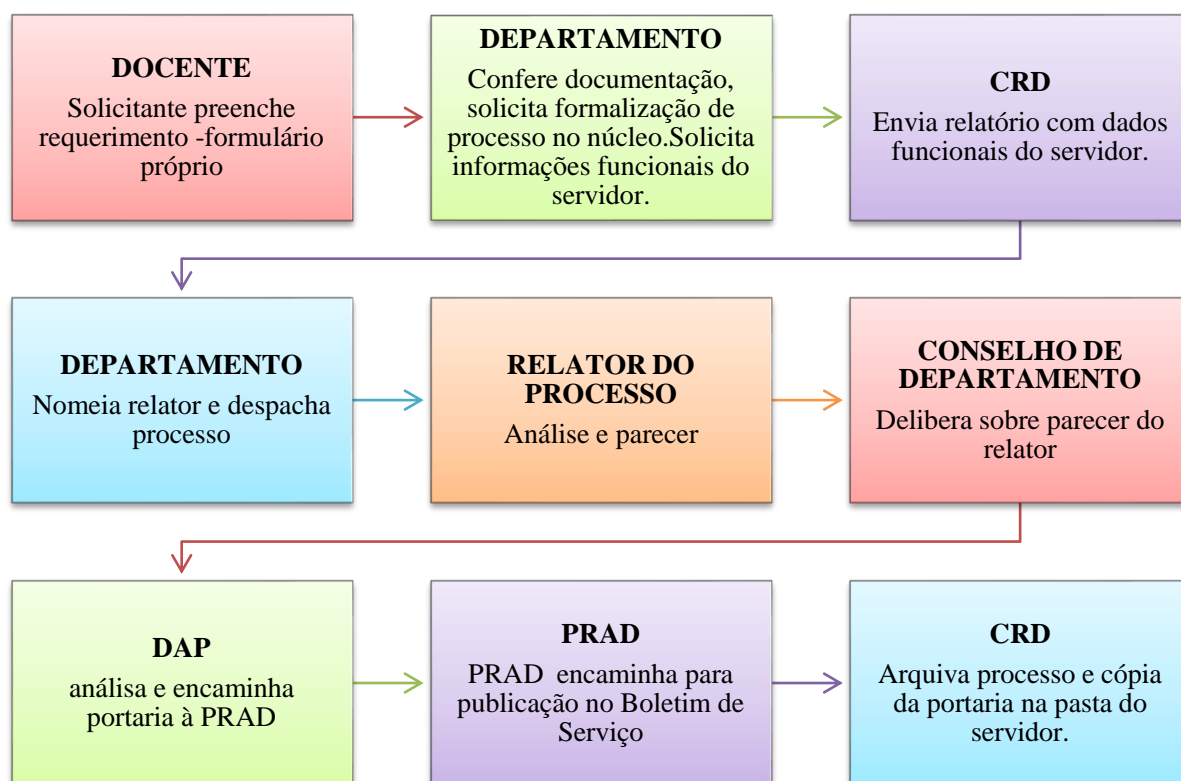 DOCENTE
Solicitante preenche
requerimento -formulário
próprio
DEPARTAMENTO
Confere documentação,
solicita formalização de
processo no núcleo.Solicita
informações funcionais do
servidor.
CRD
Envia relatório com dados
funcionais do servidor.
DEPARTAMENTO
Nomeia relator e despacha
processo
RELATOR DO
PROCESSO
Análise e parecer
CONSELHO DE
DEPARTAMENTO
Delibera sobre parecer do
relator
DAP
análisa e encaminha
portaria à PRAD
PRAD
PRAD encaminha para
publicação no Boletim de
Serviço
CRD
Arquiva processo e cópia
da portaria na pasta do
servidor.